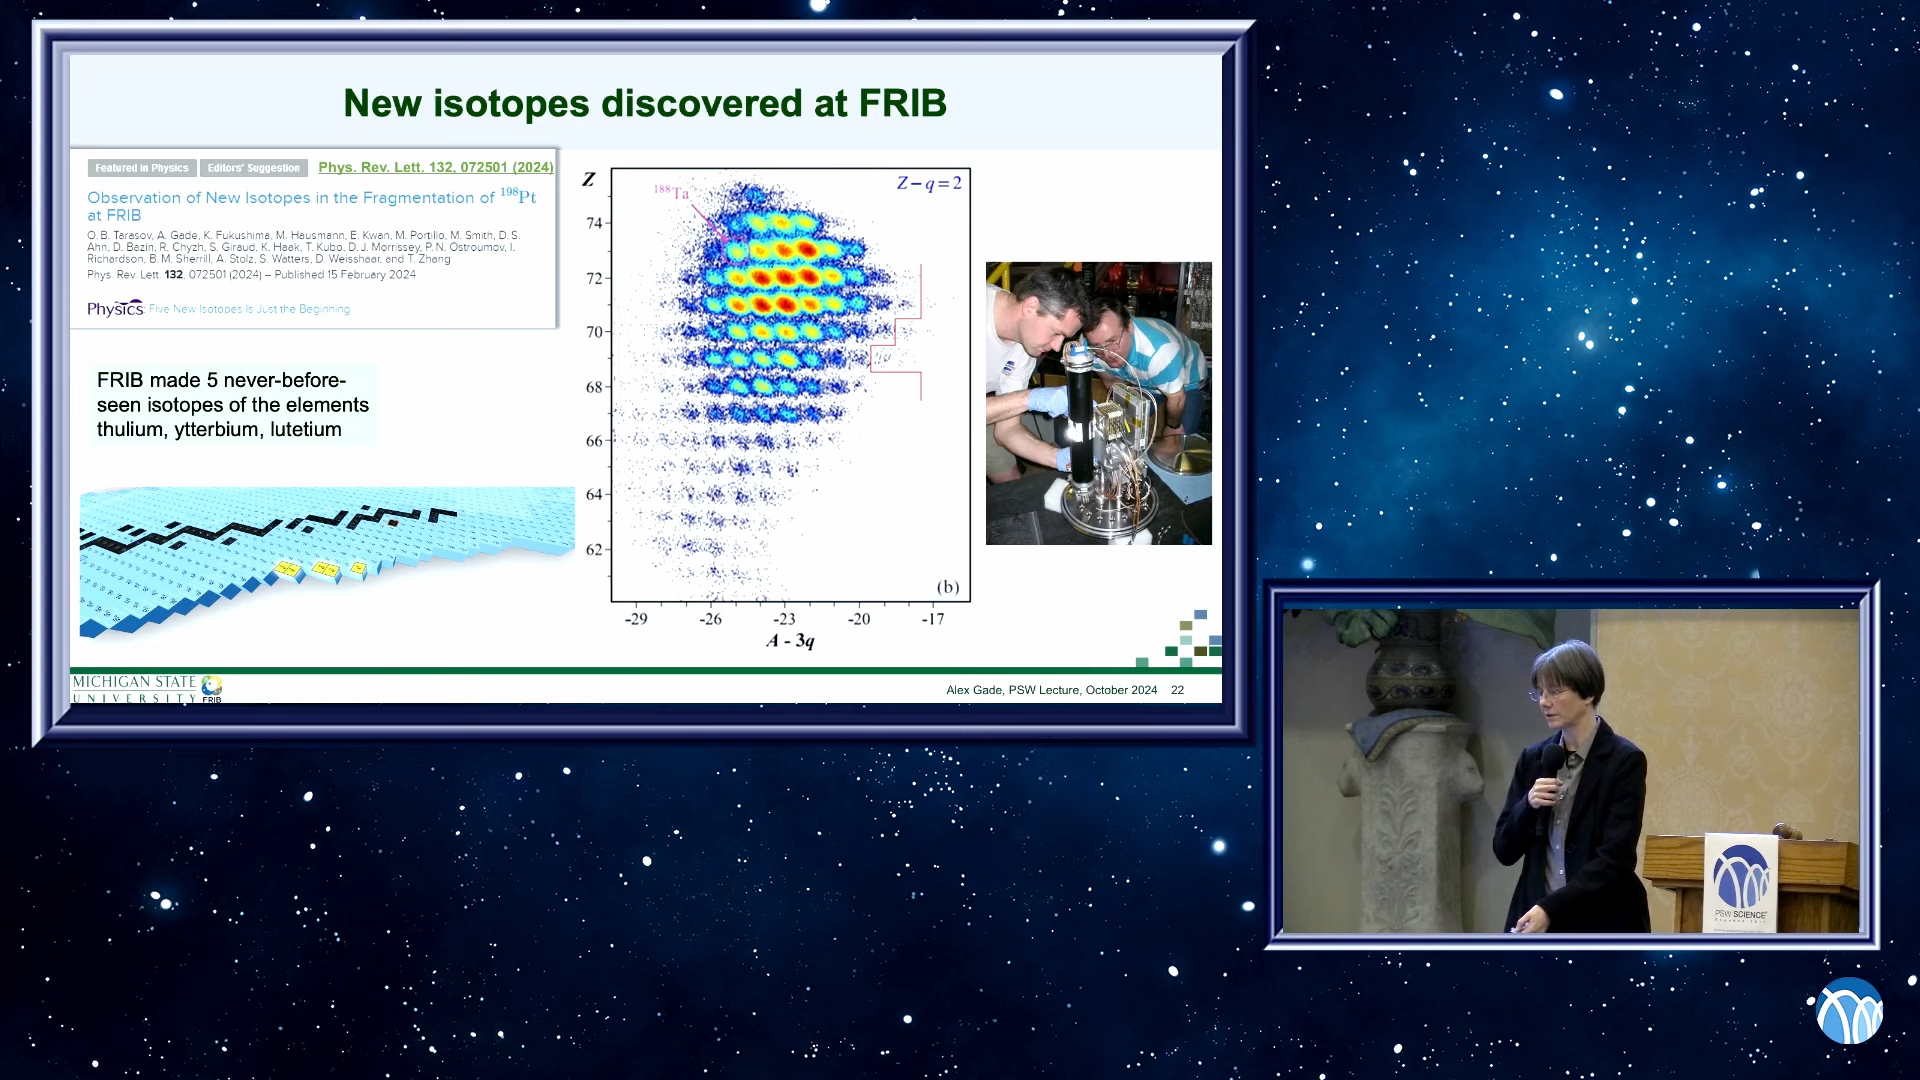 New isotopes discovered at FRIB
Featured in Physics
Editors' Suggestion
Phys. Rev. Lett. 132, 072501 (2024)
Observation of New Isotopes in the Fragmentation of ¹⁹⁸Pt
at FRIB
O. B. Tarasov, A. Gade, K. Fukushima, M. Hausmann, E. Kwan, M. Portillo, M. Smith, D. S.
Ahn, D. Bazin, R. Chyzh, S. Giraud, K. Haak, T. Kubo, D. J. Morrissey, P. N. Ostroumov, I.
Richardson, B. M. Sherrill, A. Stolz, S. Watters, D. Weisshaar, and T. Zhang
Phys. Rev. Lett. 132, 072501 (2024) – Published 15 February 2024
Physics: Five New Isotopes Is Just the Beginning
FRIB made 5 never-before-
seen isotopes of the elements
thulium, ytterbium, lutetium
Z
¹⁸⁸Ta
Z – q = 2
74
72
70
68
66
64
62
(b)
-29 -26 -23 -20 -17
A - 3q
MICHIGAN STATE
UNIVERSITY
FRIB
Alex Gade, PSW Lecture, October 2024 22
PSW SCIENCE